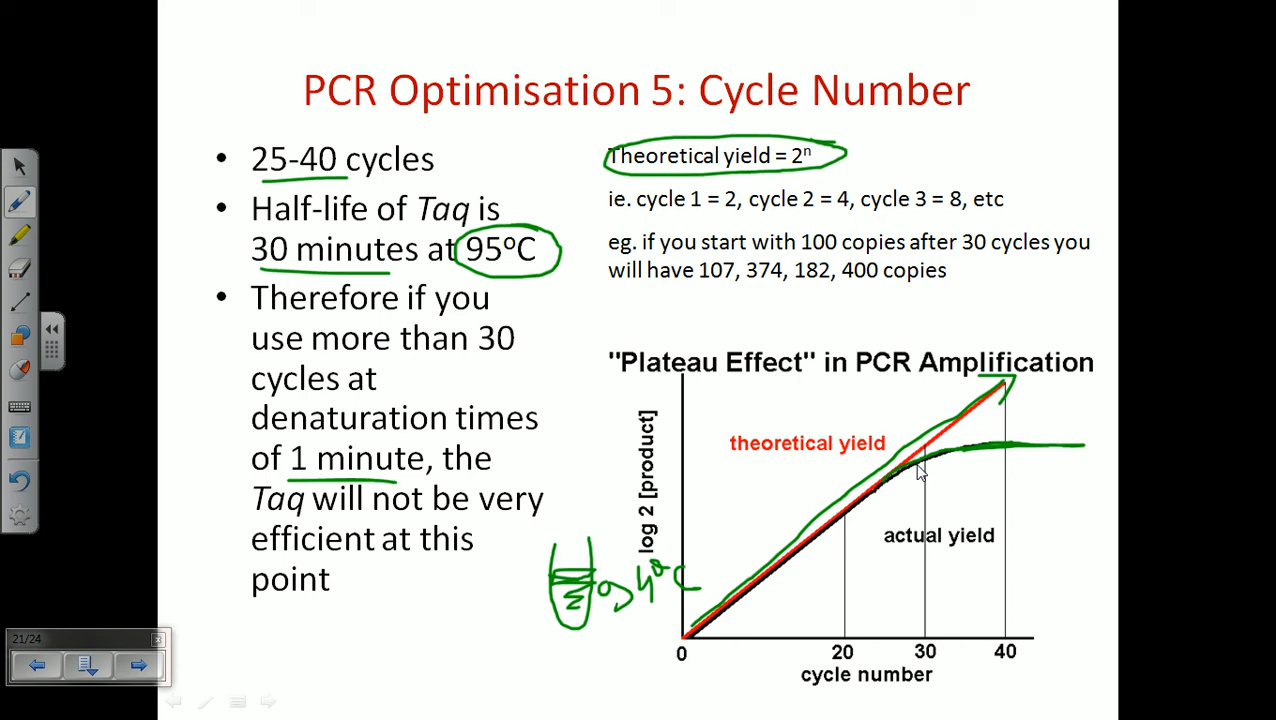 PCR Optimisation 5: Cycle Number
• 25-40 cycles
• Half-life of Taq is
30 minutes at 95°C
• Therefore if you
use more than 30
cycles at
denaturation times
of 1 minute, the
Taq will not be very
efficient at this
point
Theoretical yield = 2ⁿ
ie. cycle 1 = 2, cycle 2 = 4, cycle 3 = 8, etc
eg. if you start with 100 copies after 30 cycles you
will have 107, 374, 182, 400 copies
"Plateau Effect" in PCR Amplification
log 2 [product]
theoretical yield
actual yield
4°C
0 20 30 40
cycle number
21/24